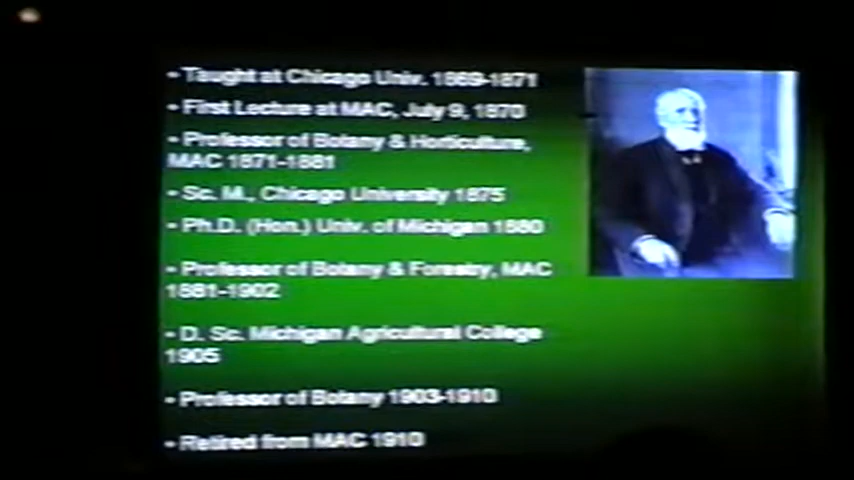 • Taught at Chicago Univ. 1869-1871
• First Lecture at MAC, July 9, 1870
• Professor of Botany & Horticulture,
MAC 1871-1881
• Sc. M., Chicago University 1875
• Ph.D. (Hon.) Univ. of Michigan 1880
• Professor of Botany & Forestry, MAC
1881-1902
• D. Sc. Michigan Agricultural College
1905
• Professor of Botany 1903-1910
• Retired from MAC 1910